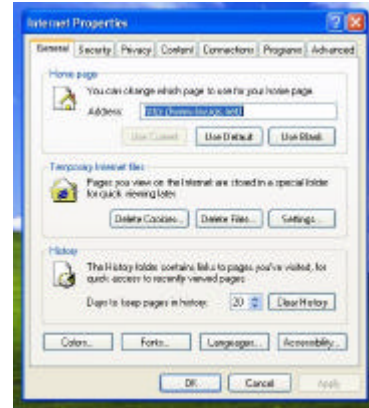 Internet Properties
General Security Privacy Content Connections Programs Advanced
Home page
You can change which page to use for your home page.
Address:
Use Current Use Default Use Blank
Temporary Internet files
Pages you view on the Internet are stored in a special folder
for quick viewing later.
Delete Cookies... Delete Files... Settings...
History
The History folder contains links to pages you've visited, for
quick access to recently viewed pages.
Days to keep pages in history: 20 Clear History
Colors... Fonts... Languages... Accessibility...
OK Cancel Apply